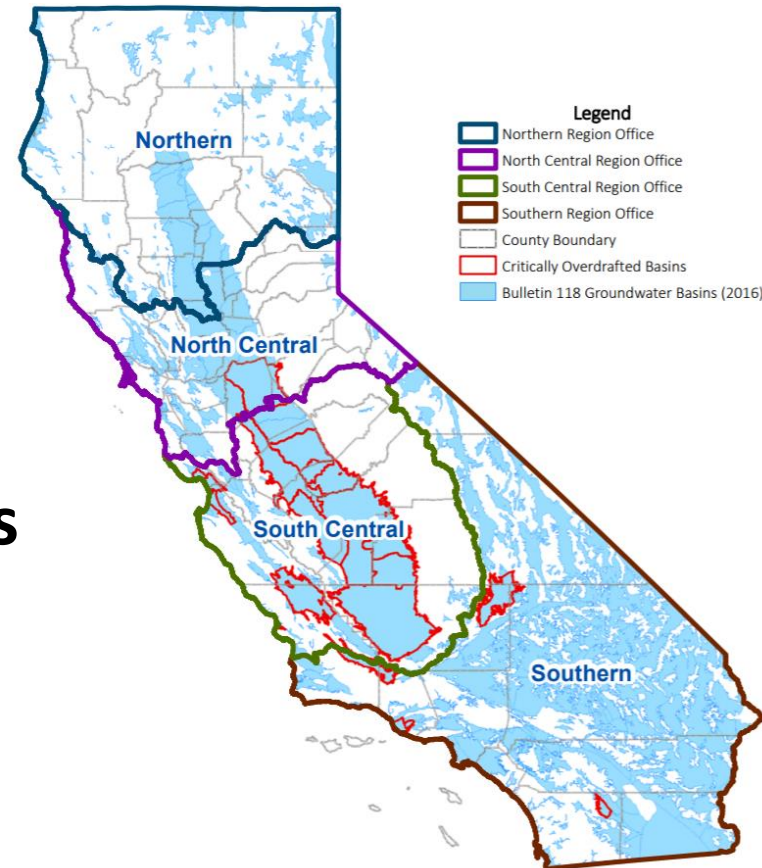 Northern
North Central
South Central
Southern
s
Legend
Northern Region Office
North Central Region Office
South Central Region Office
Southern Region Office
County Boundary
Critically Overdrafted Basins
Bulletin 118 Groundwater Basins (2016)